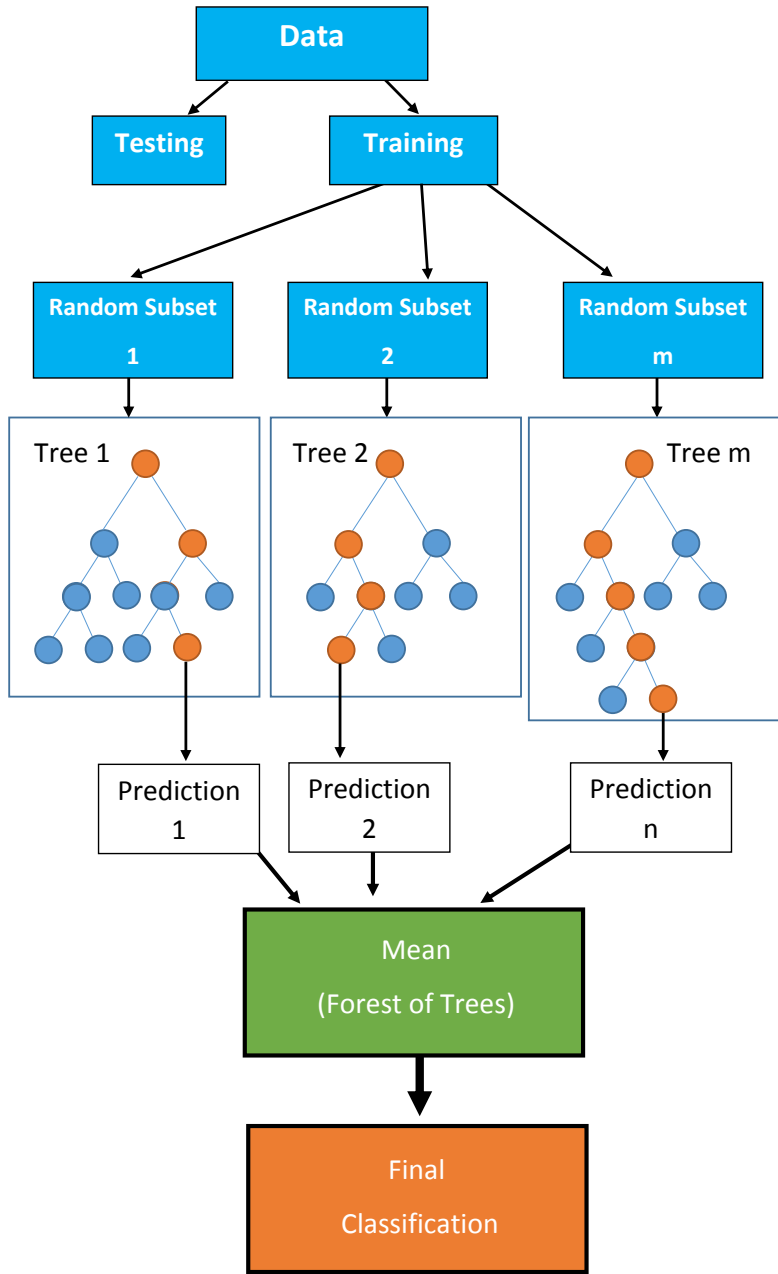 Data
Testing
Training
Random Subset
1
Random Subset
2
Random Subset
m
Tree 1
Tree 2
Tree m
Prediction
1
Prediction
2
Prediction
n
Mean
(Forest of Trees)
Final
Classification